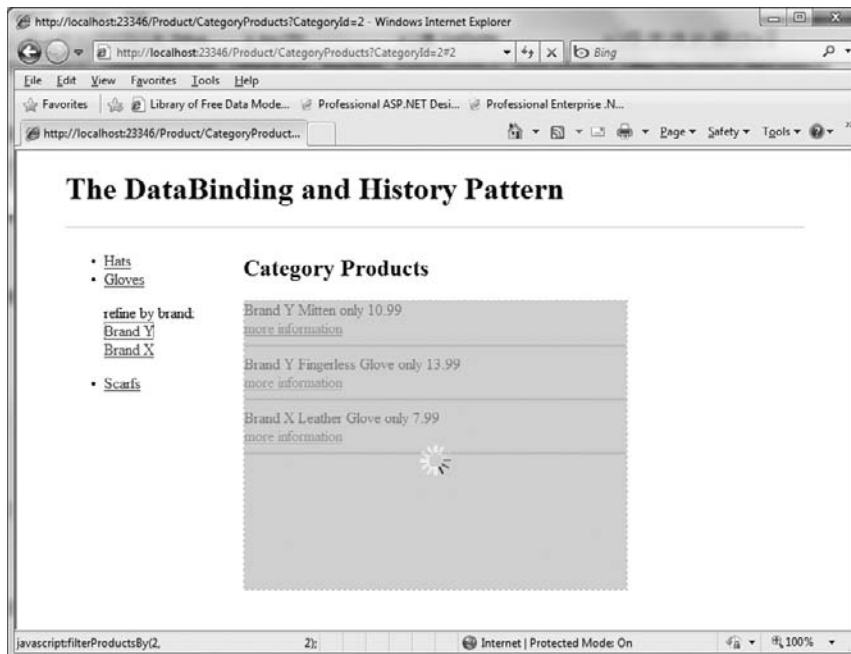 http://localhost:23346/Product/CategoryProducts?CategoryId=2 - Windows Internet Explorer
http://localhost:23346/Product/CategoryProducts?CategoryId=2#2
Bing
File Edit View Favorites Tools Help
Favorites Library of Free Data Mode... Professional ASP.NET Desi... Professional Enterprise .N...
http://localhost:23346/Product/CategoryProduct... Page Safety Tools
The DataBinding and History Pattern
• Hats
• Gloves
refine by brand:
Brand Y
Brand X
• Scarfs
Category Products
Brand Y Mitten only 10.99
more information
Brand Y Fingerless Glove only 13.99
more information
Brand X Leather Glove only 7.99
more information
javascript:filterProductsBy(2, 2); Internet | Protected Mode: On 100%